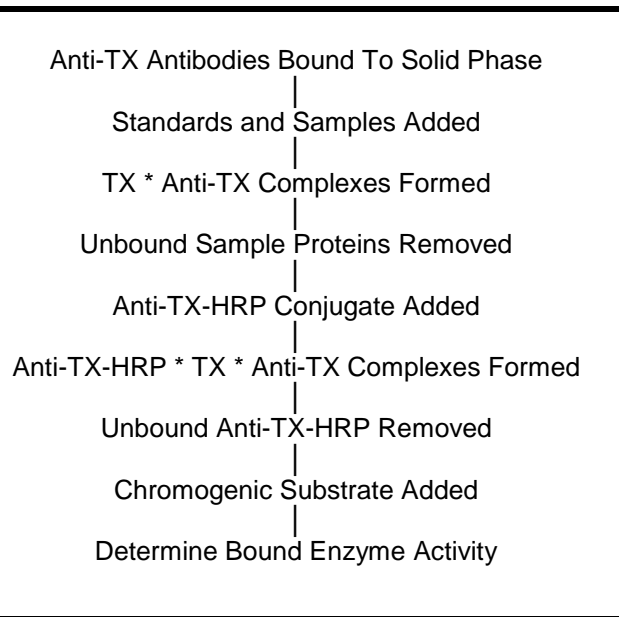 Anti-TX Antibodies Bound To Solid Phase
Standards and Samples Added
TX * Anti-TX Complexes Formed
Unbound Sample Proteins Removed
Anti-TX-HRP Conjugate Added
Anti-TX-HRP * TX * Anti-TX Complexes Formed
Unbound Anti-TX-HRP Removed
Chromogenic Substrate Added
Determine Bound Enzyme Activity